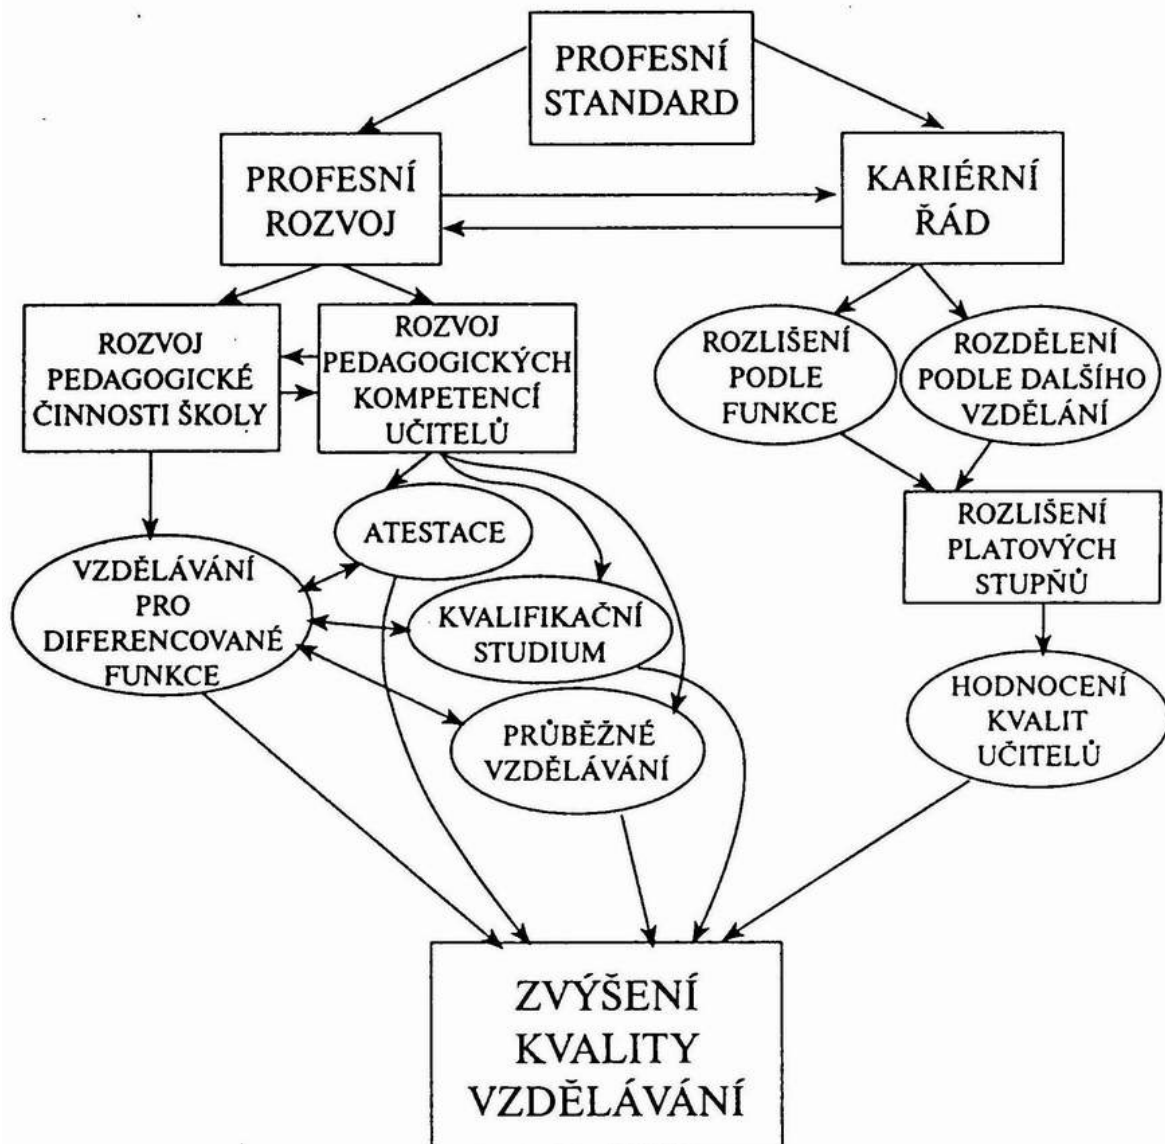 PROFESNÍ
STANDARD
PROFESNÍ
ROZVOJ
KARIÉRNÍ
ŘÁD
ROZVOJ
PEDAGOGICKÉ
ČINNOSTI ŠKOLY
ROZVOJ
PEDAGOGICKÝCH
KOMPETENCÍ
UČITELŮ
ROZLIŠENÍ
PODLE
FUNKCE
ROZDĚLENÍ
PODLE DALŠÍHO
VZDĚLÁNÍ
ATESTACE
ROZLIŠENÍ
PLATOVÝCH
STUPŇŮ
VZDĚLÁVÁNÍ
PRO
DIFERENCOVANÉ
FUNKCE
KVALIFIKAČNÍ
STUDIUM
PRŮBĚŽNÉ
VZDĚLÁVÁNÍ
HODNOCENÍ
KVALIT
UČITELŮ
ZVÝŠENÍ
KVALITY
VZDĚLÁVÁNÍ